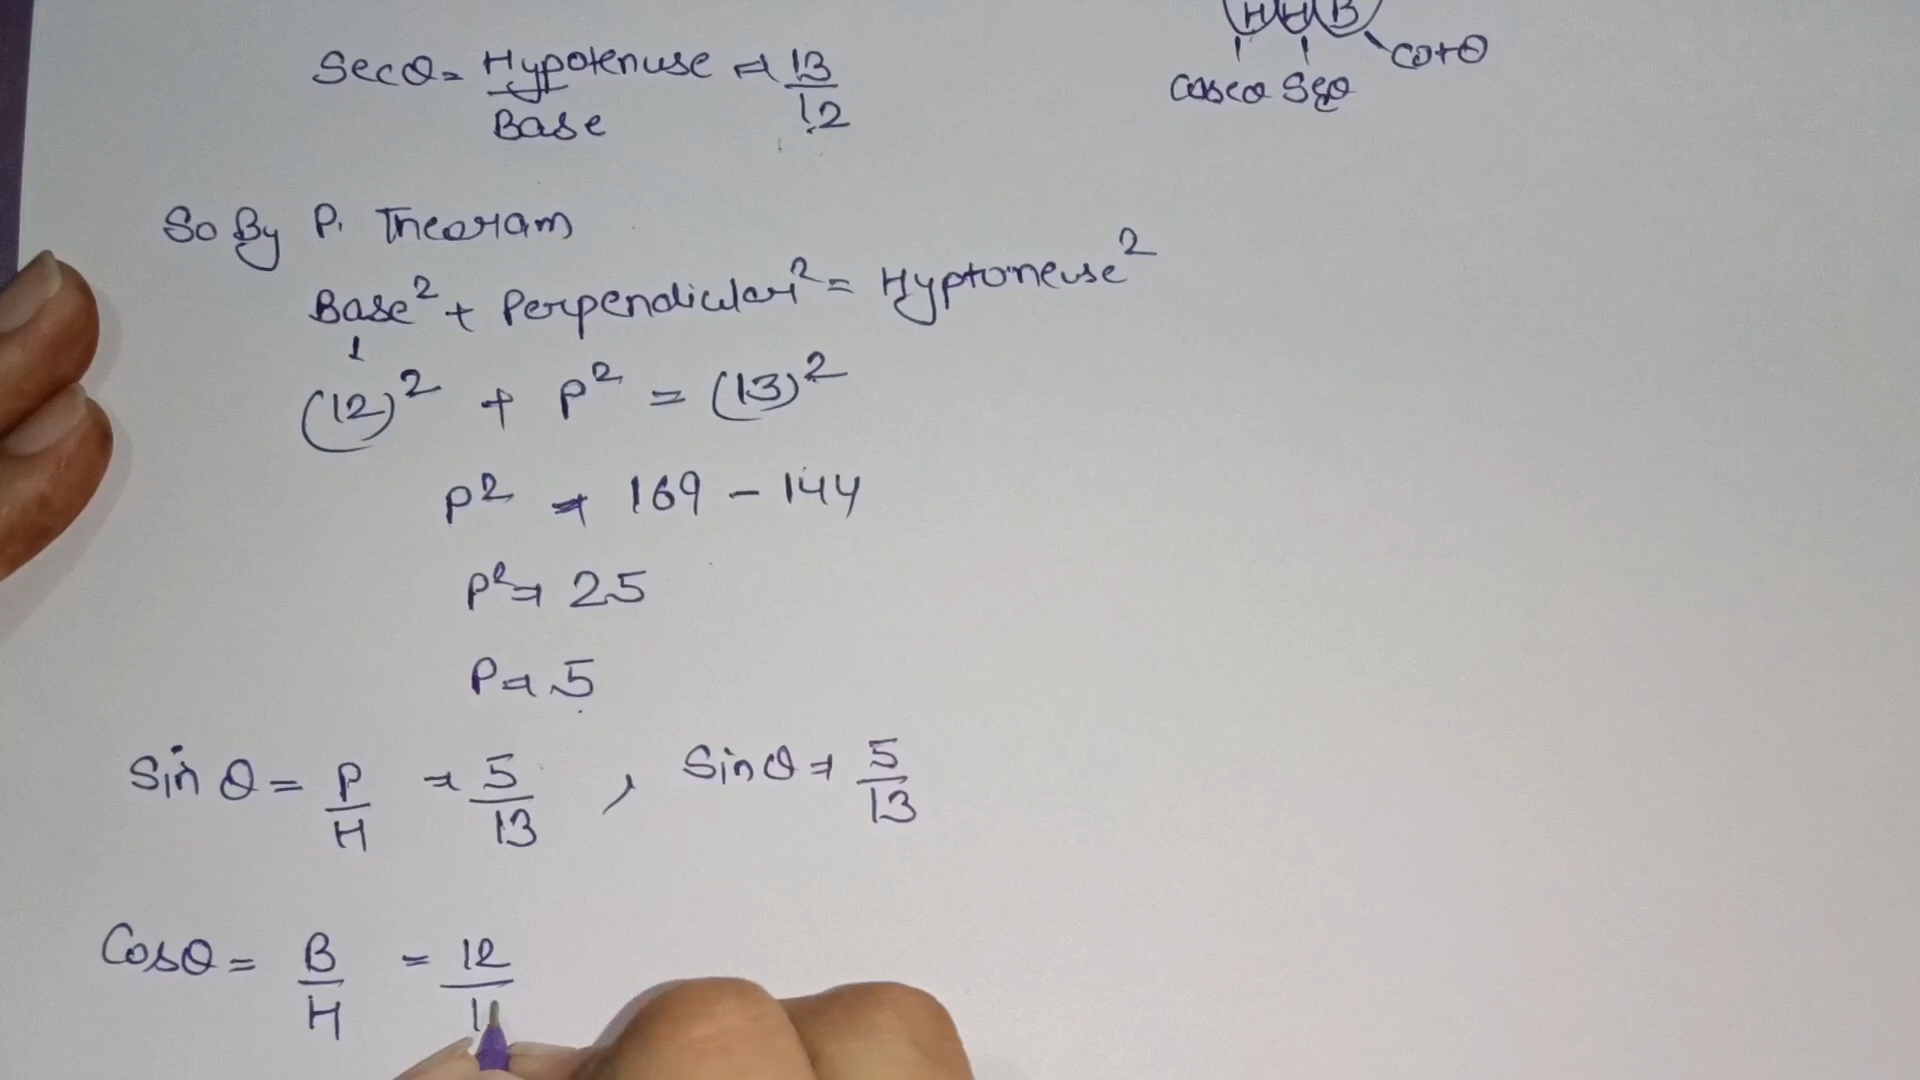 H H B
Secθ = Hypotenuse / Base = 13/12
cotθ
Cosecθ Secθ
So By P. Theoram
Base² + Perpendicular² = Hyptoneuse²
(12)² + P² = (13)²
P² = 169 - 144
P² = 25
P = 5
Sin θ = P/H = 5/13 , Sinθ = 5/13
Cosθ = B/H = 12/1